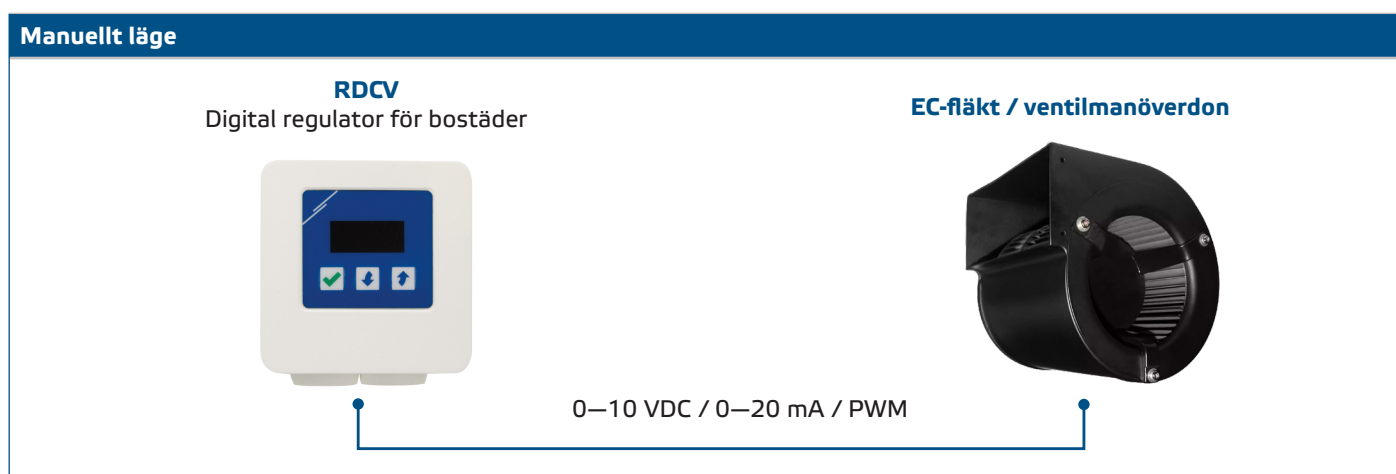 Manuellt läge
RDCV
Digital regulator för bostäder
EC-fläkt / ventilmanöverdon
0—10 VDC / 0—20 mA / PWM